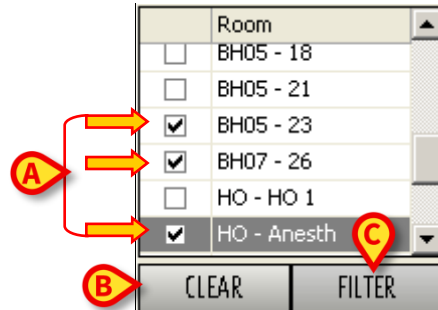 Room
BH05 - 18
BH05 - 21
BH05 - 23
BH07 - 26
HO - HO 1
HO - Anesth
A
C
B
CLEAR FILTER